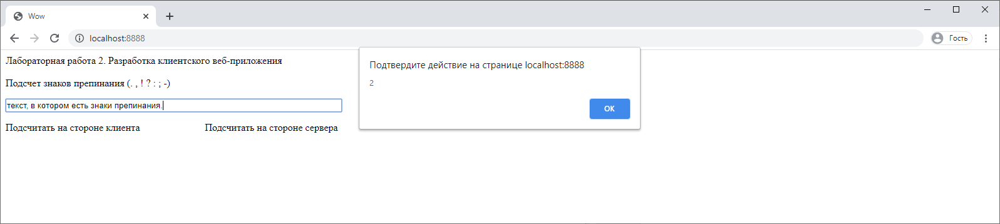 Wow
localhost:8888
Гость
Лабораторная работа 2. Разработка клиентского веб-приложения
Подсчет знаков препинания (. , ! ? : ; -)
текст, в котором есть знаки препинания.
Подсчитать на стороне клиента
Подсчитать на стороне сервера
Подтвердите действие на странице localhost:8888
2
ОК